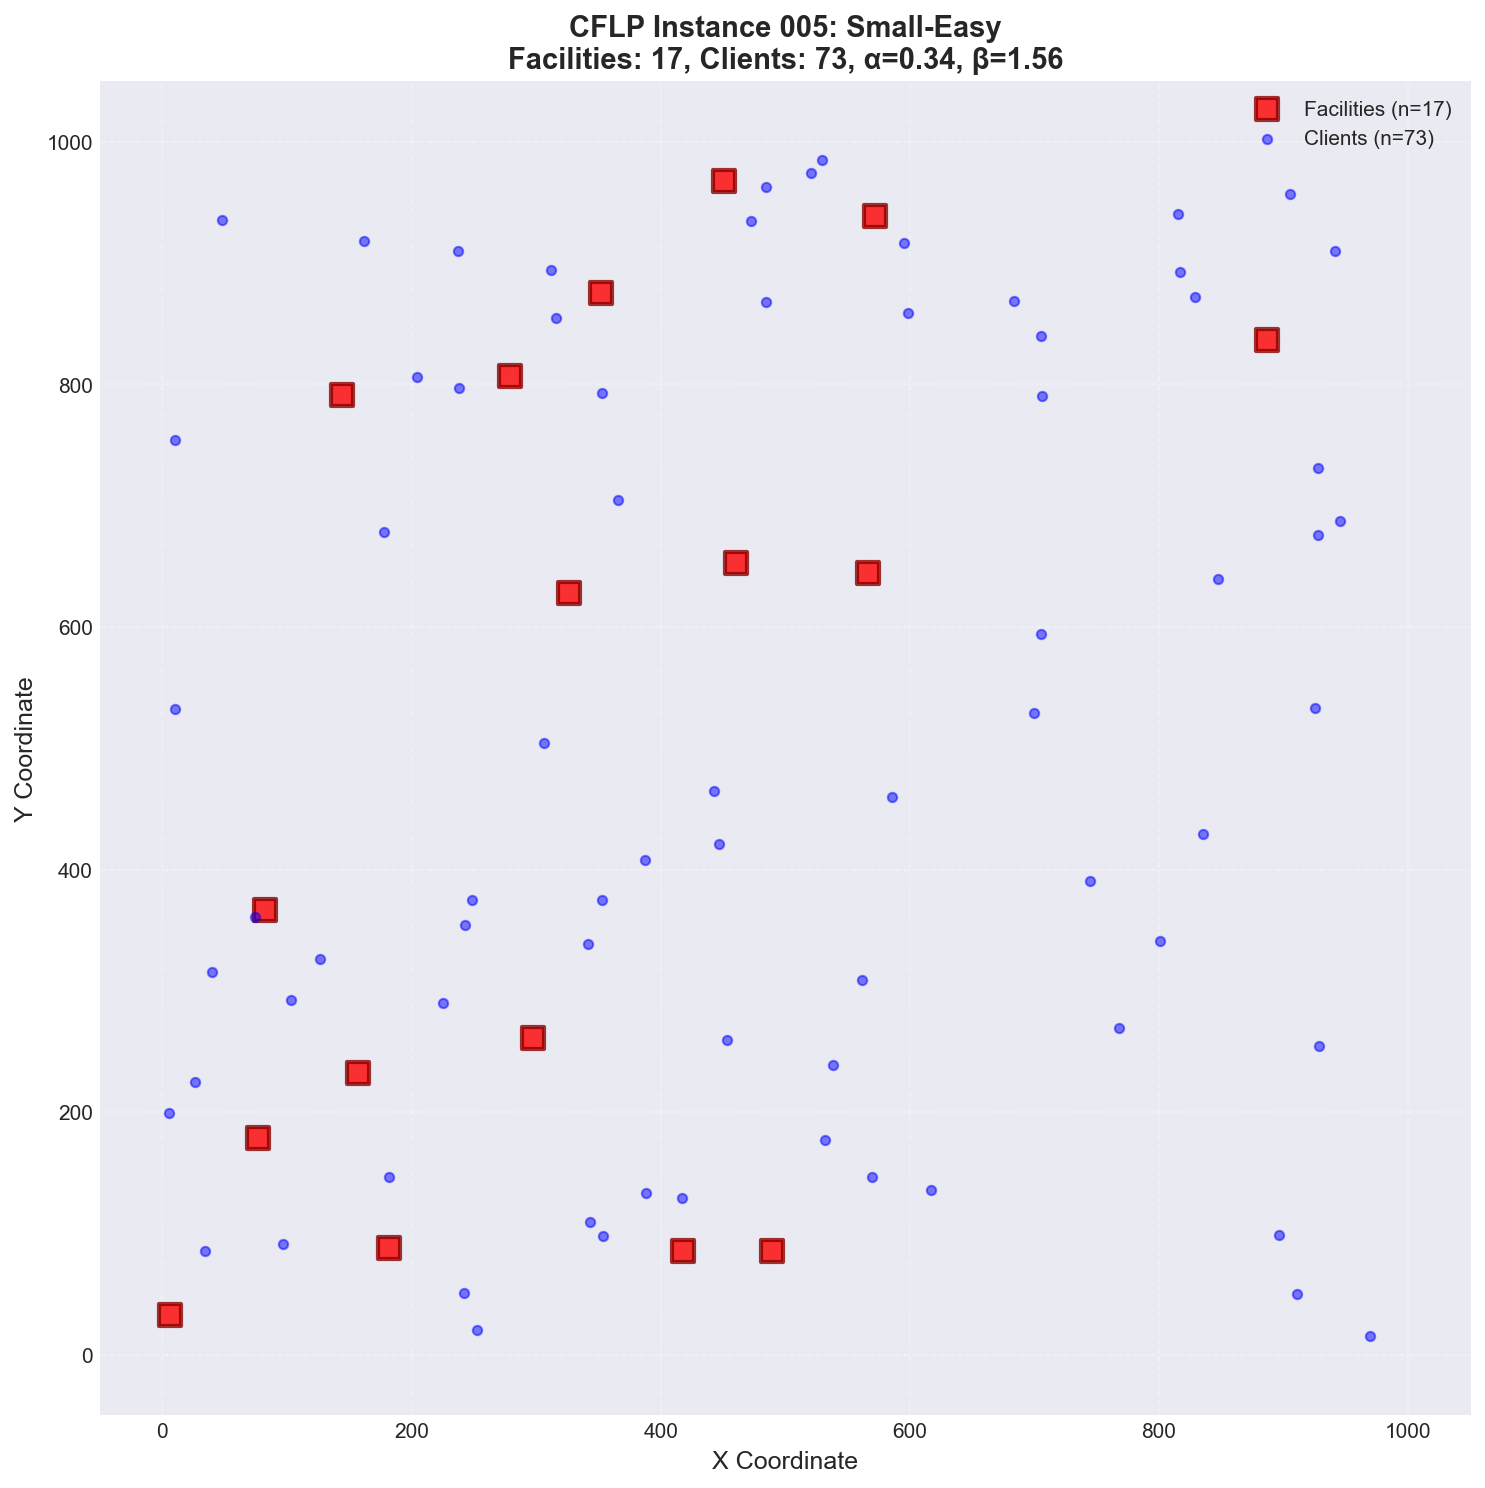 CFLP Instance 005: Small-Easy
Facilities: 17, Clients: 73, α=0.34, β=1.56
Facilities (n=17)
Clients (n=73)
1000
800
600
400
200
0
Y Coordinate
0 200 400 600 800 1000
X Coordinate